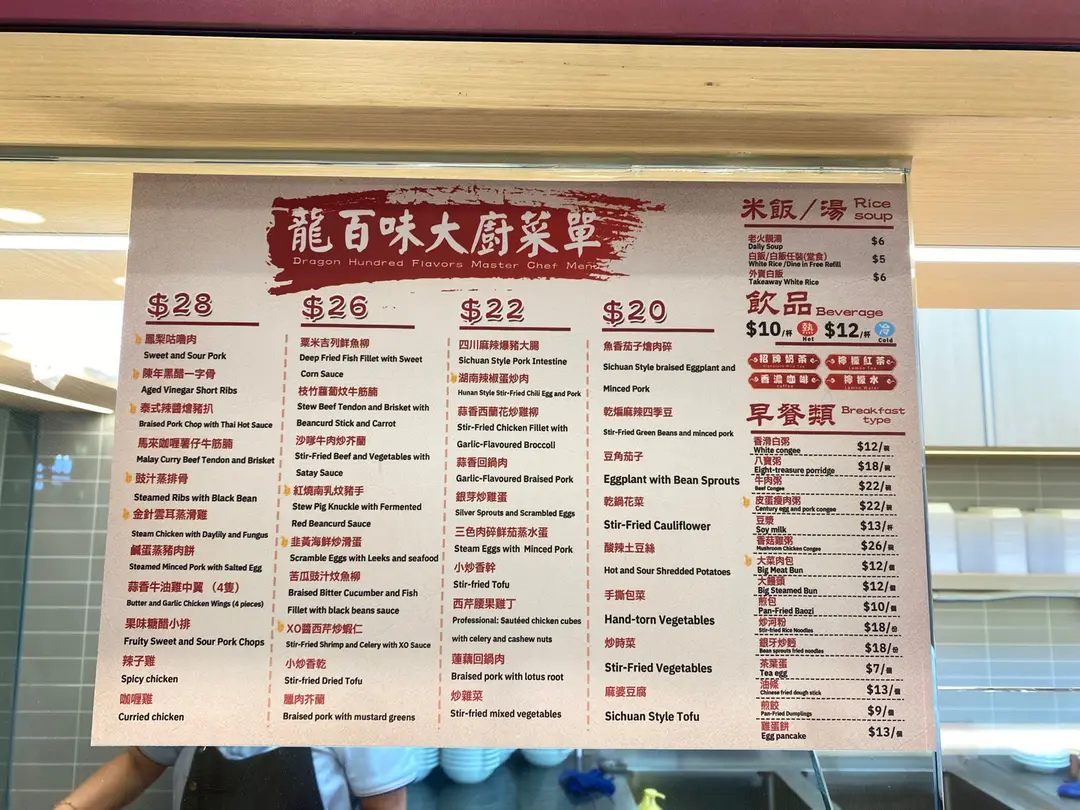 龍百味大廚菜單
Dragon Hundred Flavors Master Chef Menu
$28
鳳梨咕嚕肉
Sweet and Sour Pork
陳年黑醋一字骨
Aged Vinegar Short Ribs
泰式辣醬燴豬扒
Braised Pork Chop with Thai Hot Sauce
馬來咖喱薯仔牛筋腩
Malay Curry Beef Tendon and Brisket
豉汁蒸排骨
Steamed Ribs with Black Bean
金針雲耳蒸滑雞
Steam Chicken with Daylily and Fungus
鹹蛋蒸豬肉餅
Steamed Minced Pork with Salted Egg
蒜香牛油雞中翼 （4隻）
Butter and Garlic Chicken Wings (4 pieces)
果味糖醋小排
Fruity Sweet and Sour Pork Chops
辣子雞
Spicy chicken
咖喱雞
Curried chicken
$26
粟米吉列鮮魚柳
Deep Fried Fish Fillet with Sweet
Corn Sauce
枝竹蘿蔔炆牛筋腩
Stew Beef Tendon and Brisket with
Beancurd Stick and Carrot
沙嗲牛肉炒芥蘭
Stir-Fried Beef and Vegetables with
Satay Sauce
紅燒南乳炆豬手
Stew Pig Knuckle with Fermented
Red Beancurd Sauce
韭黃海鮮炒滑蛋
Scramble Eggs with Leeks and seafood
苦瓜豉汁炆魚柳
Braised Bitter Cucumber and Fish
Fillet with black beans sauce
XO醬西芹炒蝦仁
Stir-Fried Shrimp and Celery with XO Sauce
小炒香乾
Stir-fried Dried Tofu
臘肉芥蘭
Braised pork with mustard greens
$22
四川麻辣爆豬大腸
Sichuan Style Pork Intestine
湖南辣椒蛋炒肉
Hunan Style Stir-Fried Chili Egg and Pork
蒜香西蘭花炒雞柳
Stir-Fried Chicken Fillet with
Garlic-Flavoured Broccoli
蒜香回鍋肉
Garlic-Flavoured Braised Pork
銀芽炒雞蛋
Silver Sprouts and Scrambled Eggs
三色肉碎鮮茄蒸水蛋
Steam Eggs with Minced Pork
小炒香幹
Stir-fried Tofu
西芹腰果雞丁
Professional: Sautéed chicken cubes
with celery and cashew nuts
蓮藕回鍋肉
Braised pork with lotus root
炒雜菜
Stir-fried mixed vegetables
$20
魚香茄子燴肉碎
Sichuan Style braised Eggplant and
Minced Pork
乾煸麻辣四季豆
Stir-Fried Green Beans and minced pork
豆角茄子
Eggplant with Bean Sprouts
乾鍋花菜
Stir-Fried Cauliflower
酸辣土豆絲
Hot and Sour Shredded Potatoes
手撕包菜
Hand-torn Vegetables
炒時菜
Stir-Fried Vegetables
麻婆豆腐
Sichuan Style Tofu
米飯/湯 Rice soup
老火靚湯 $6
Daily Soup
白飯/白飯任裝(堂食) $5
White Rice /Dine in Free Refill
外賣白飯 $6
Takeaway White Rice
飲品 Beverage
$10/杯 熱 Hot $12/杯 冷 Cold
招牌奶茶 檸檬紅茶
Signature Milk Tea Lemon Tea
香濃咖啡 檸檬水
coffee Lemon Water
早餐類 Breakfast type
香滑白粥 $12/碗
White congee
八寶粥 $18/碗
Eight-treasure porridge
牛肉粥 $22/碗
Beef Congee
皮蛋瘦肉粥 $22/碗
Century egg and pork congee
豆漿 $13/杯
Soy milk
香菇雞粥 $26/碗
Mushroom Chicken Congee
大菜肉包 $12/個
Big Meat Bun
大饅頭 $12/個
Big Steamed Bun
煎包 $10/個
Pan-Fried Baozi
炒河粉 $18/份
Stir-fried Rice Noodles
銀牙炒麪 $18/份
Bean sprouts fried noodles
茶葉蛋 $7/個
Tea egg
油條 $13/個
Chinese fried dough stick
煎餃 $9/個
Pan-Fried Dumplings
雞蛋餅 $13/個
Egg pancake